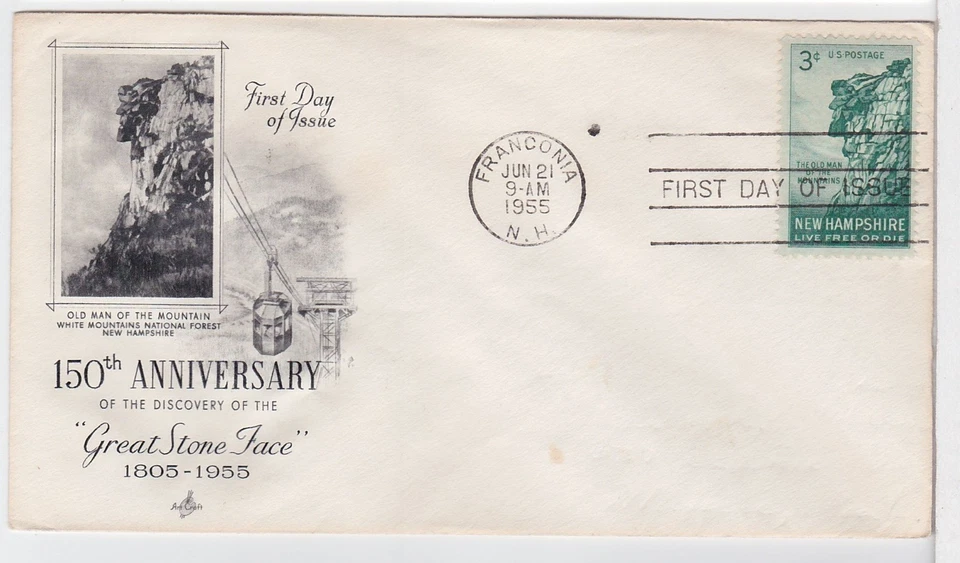 First Day
of Issue
OLD MAN OF THE MOUNTAIN
WHITE MOUNTAINS NATIONAL FOREST
NEW HAMPSHIRE
150th ANNIVERSARY
OF THE DISCOVERY OF THE
"Great Stone Face"
1805-1955
Art Craft
FRANCONIA
JUN 21
9-AM
1955
N. H.
FIRST DAY OF ISSUE
3¢ U.S. POSTAGE
THE OLD MAN
OF THE
MOUNTAINS
NEW HAMPSHIRE
LIVE FREE OR DIE